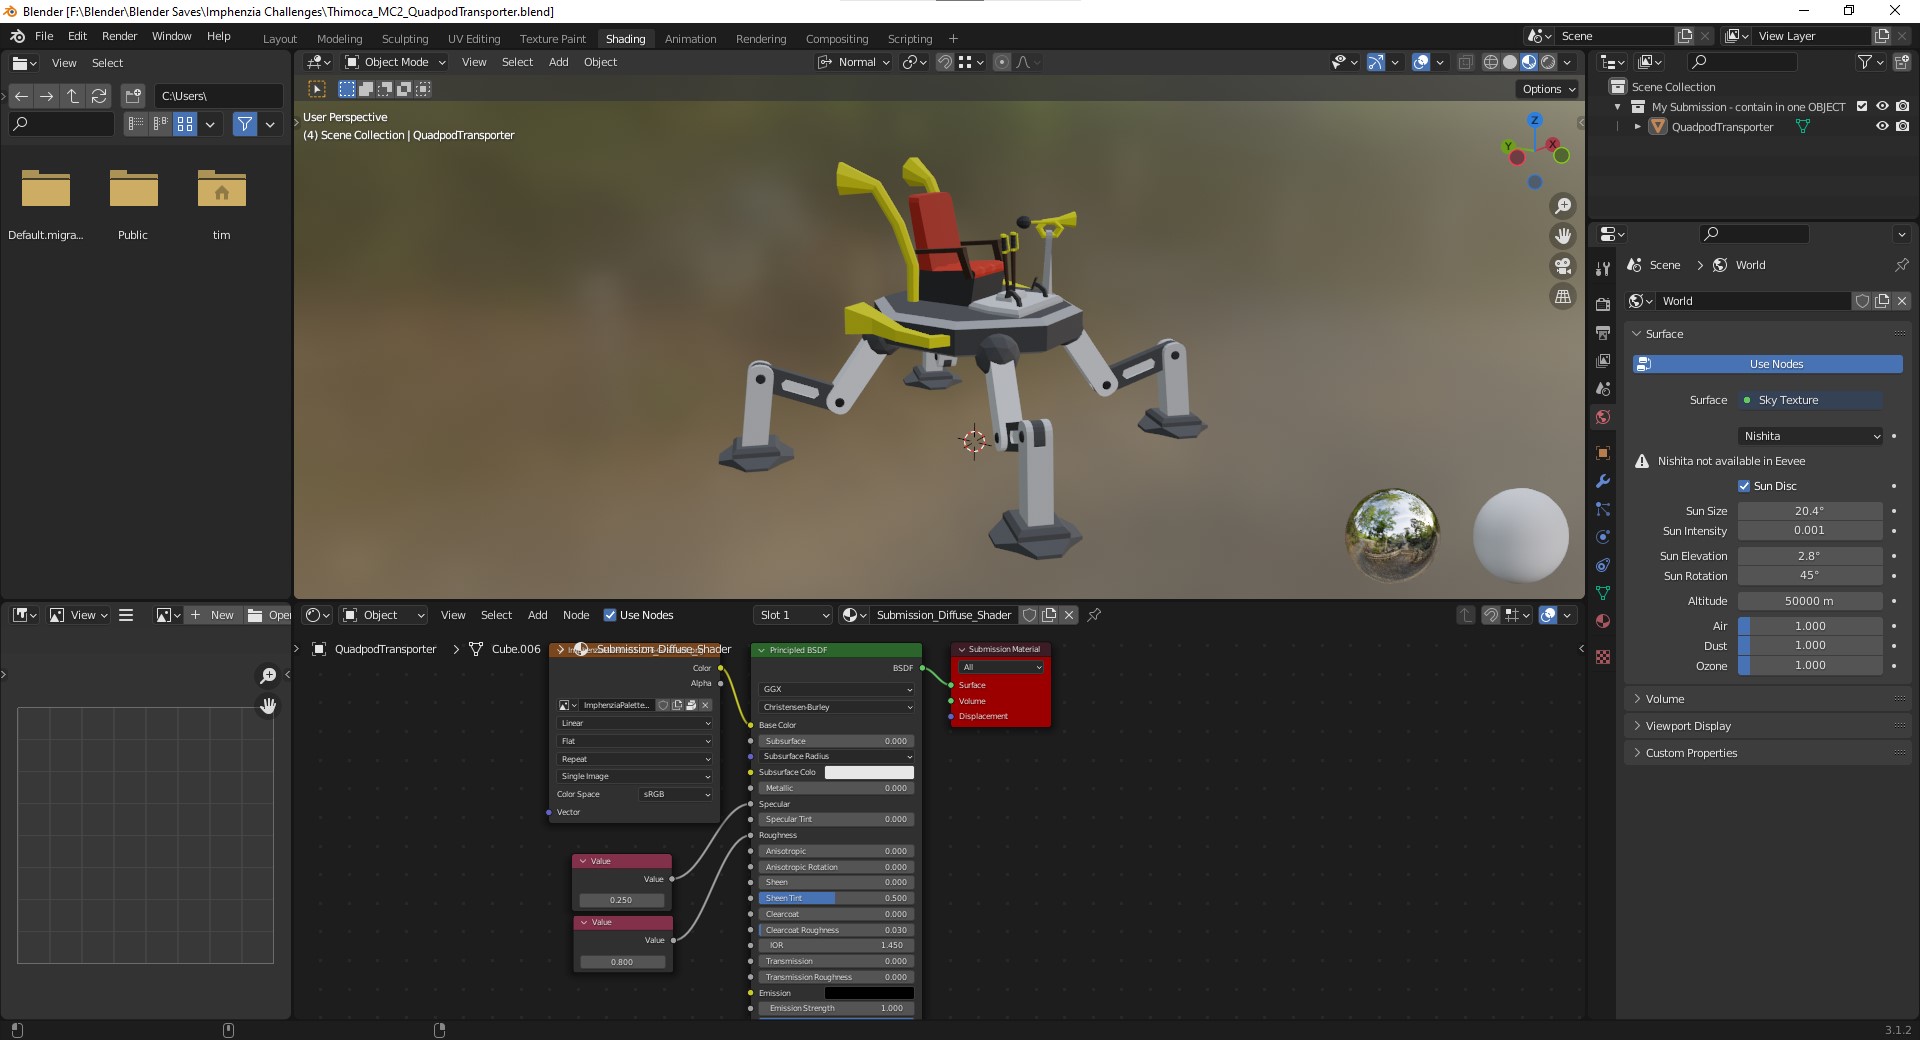 Blender [F:\Blender\Blender Saves\Imphenzia Challenges\Thimoca_MC2_QuadpodTransporter.blend]
File Edit Render Window Help
Layout Modeling Sculpting UV Editing Texture Paint Shading Animation Rendering Compositing Scripting +
Scene
View Layer
View Select
C:\Users\
Default.migra...
Public
tim
Object Mode View Select Add Object
Normal
Options
User Perspective
(4) Scene Collection | QuadpodTransporter
Z
Y
X
Scene Collection
My Submission - contain in one OBJECT
QuadpodTransporter
Scene > World
World
Surface
Use Nodes
Surface Sky Texture
Nishita
Nishita not available in Eevee
Sun Disc
Sun Size 20.4°
Sun Intensity 0.001
Sun Elevation 2.8°
Sun Rotation 45°
Altitude 50000 m
Air 1.000
Dust 1.000
Ozone 1.000
Volume
Viewport Display
Custom Properties
View
New
Open
Object View Select Add Node Use Nodes
Slot 1
Submission_Diffuse_Shader
QuadpodTransporter > Cube.006 > Submission_Diffuse_Shader
Color
Alpha
ImphenziaPalette...
Linear
Flat
Repeat
Single Image
Color Space sRGB
Vector
Value
Value
0.250
Value
Value
0.800
Principled BSDF
BSDF
GGX
Christensen-Burley
Base Color
Subsurface 0.000
Subsurface Radius
Subsurface Colo
Metallic 0.000
Specular
Specular Tint 0.000
Roughness
Anisotropic 0.000
Anisotropic Rotation 0.000
Sheen 0.000
Sheen Tint 0.500
Clearcoat 0.000
Clearcoat Roughness 0.030
IOR 1.450
Transmission 0.000
Transmission Roughness 0.000
Emission
Emission Strength 1.000
Submission Material
All
Surface
Volume
Displacement
3.1.2